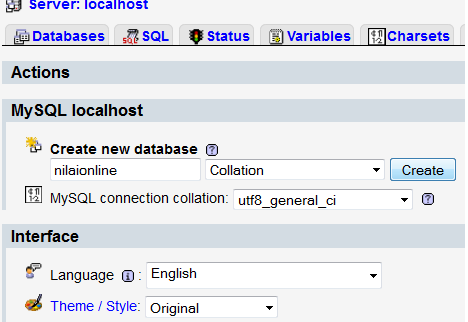 Server: localhost
Databases SQL Status Variables Charsets
Actions
MySQL localhost
Create new database
nilaionline Collation Create
MySQL connection collation: utf8_general_ci
Interface
Language : English
Theme / Style: Original